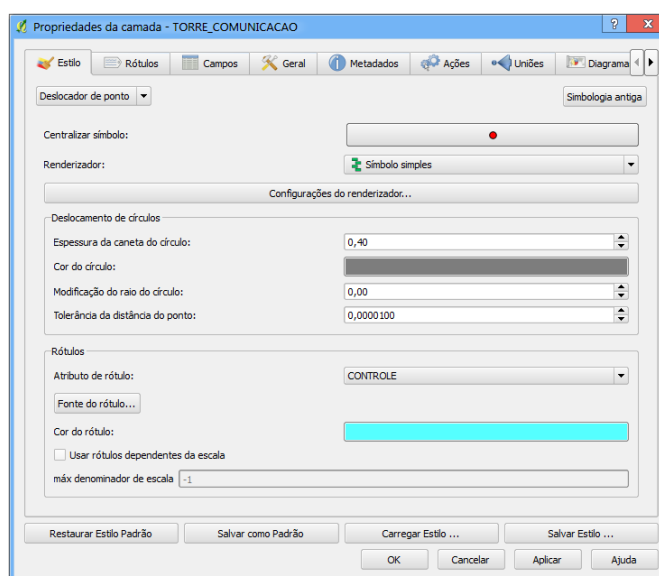 Propriedades da camada - TORRE_COMUNICACAO
Estilo Rótulos Campos Geral Metadados Ações Uniões Diagrama
Deslocador de ponto Simbologia antiga
Centralizar símbolo:
Renderizador: Símbolo simples
Configurações do renderizador...
Deslocamento de círculos
Espessura da caneta do círculo: 0,40
Cor do círculo:
Modificação do raio do círculo: 0,00
Tolerância da distância do ponto: 0,0000100
Rótulos
Atributo de rótulo: CONTROLE
Fonte do rótulo...
Cor do rótulo:
Usar rótulos dependentes da escala
máx denominador de escala -1
Restaurar Estilo Padrão Salvar como Padrão Carregar Estilo ... Salvar Estilo ...
OK Cancelar Aplicar Ajuda